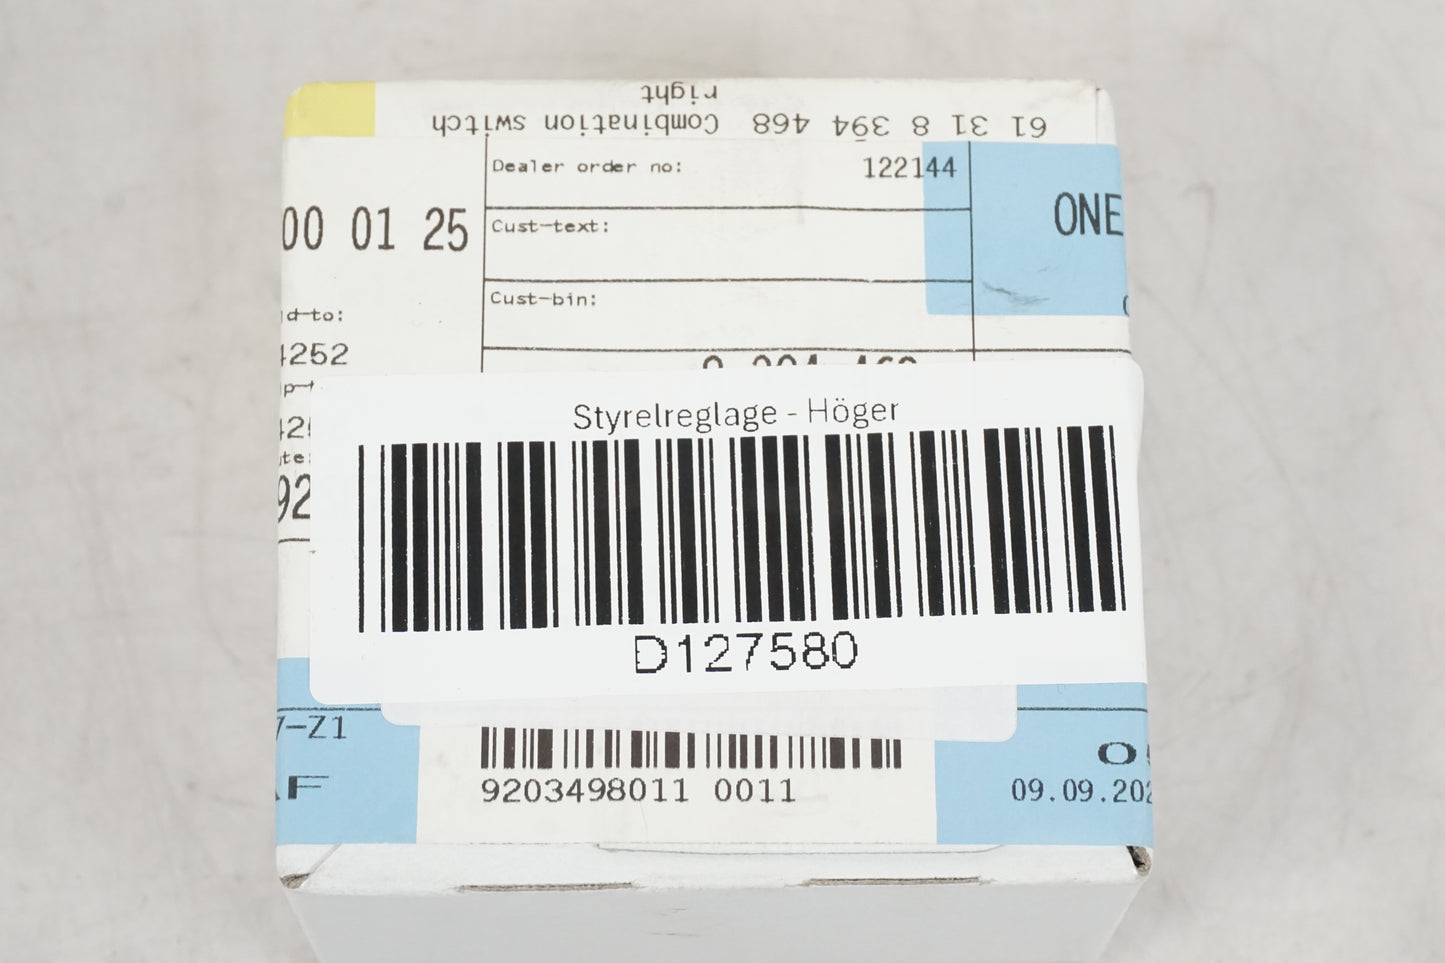 61 31 8 394 468 Combination switch
right
Dealer order no: 122144
ONE
00 01 25
Cust-text:
Cust-bin:
d-to:
4252
Styrelreglage - Höger
D127580
7-Z1
9203498011 0011
09.09.202